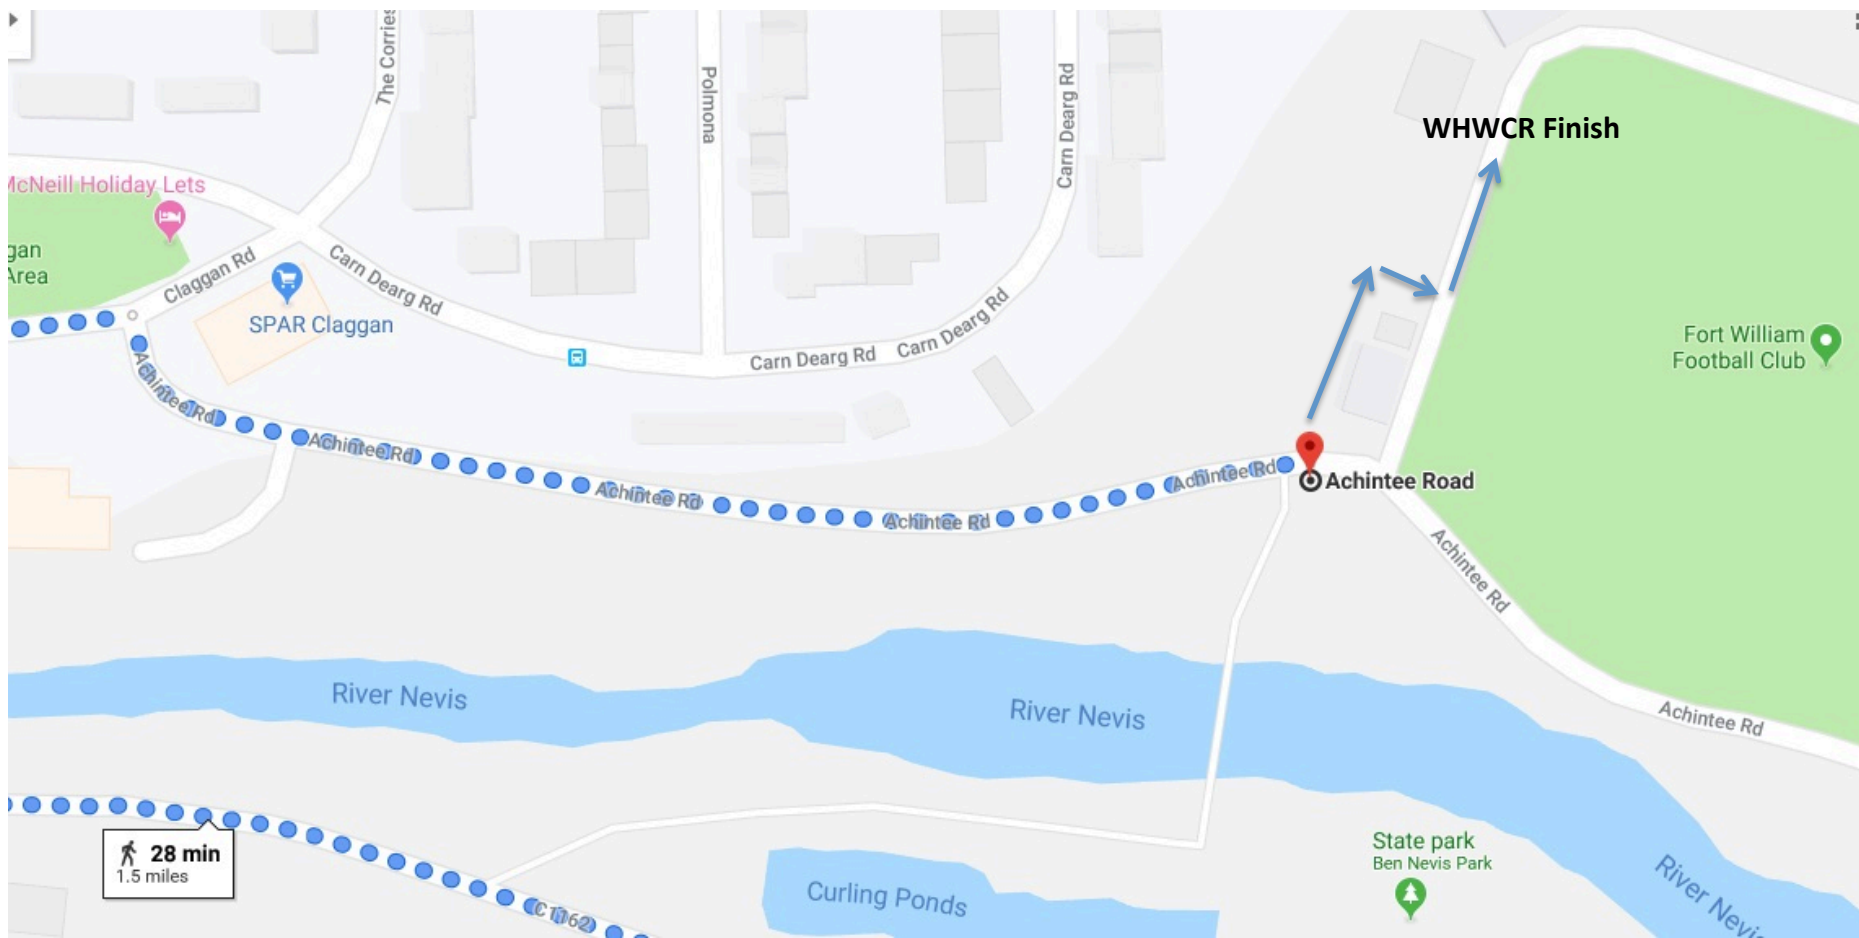 The Corries
Polmona
Carn Dearg Rd
WHWCR Finish
McNeill Holiday Lets
gan
Area
Claggan Rd
Carn Dearg Rd
SPAR Claggan
Carn Dearg Rd
Carn Dearg Rd
Fort William
Football Club
Achintee Rd
Achintee Rd
Achintee Rd
Achintee Rd
Achintee Rd
Achintee Road
Achintee Rd
Achintee Rd
River Nevis
River Nevis
28 min
1.5 miles
State park
Ben Nevis Park
River Nevis
Curling Ponds
C1162